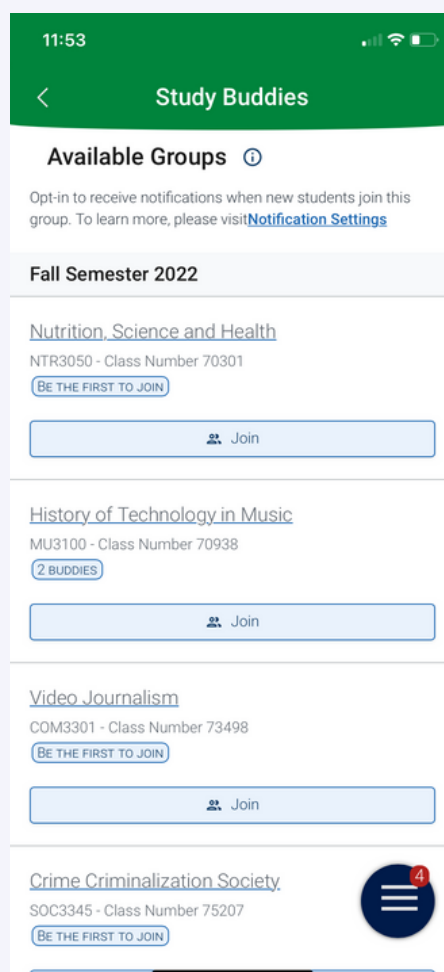 11:53
Study Buddies
Available Groups
Opt-in to receive notifications when new students join this
group. To learn more, please visitNotification Settings
Fall Semester 2022
Nutrition, Science and Health
NTR3050 - Class Number 70301
BE THE FIRST TO JOIN
Join
History of Technology in Music
MU3100 - Class Number 70938
2 BUDDIES
Join
Video Journalism
COM3301 - Class Number 73498
BE THE FIRST TO JOIN
Join
Crime Criminalization Society
4
SOC3345 - Class Number 75207
BE THE FIRST TO JOIN